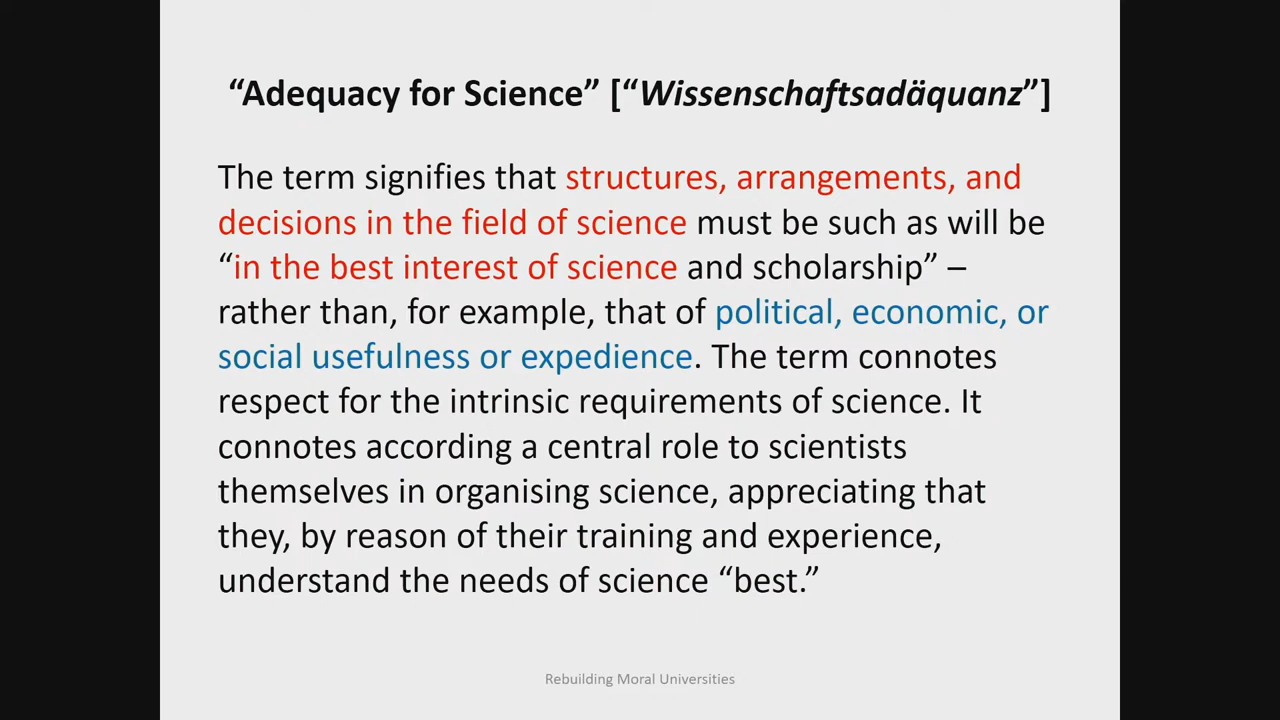 “Adequacy for Science” [“Wissenschaftsadäquanz”]
The term signifies that structures, arrangements, and
decisions in the field of science must be such as will be
“in the best interest of science and scholarship” –
rather than, for example, that of political, economic, or
social usefulness or expedience. The term connotes
respect for the intrinsic requirements of science. It
connotes according a central role to scientists
themselves in organising science, appreciating that
they, by reason of their training and experience,
understand the needs of science “best.”
Rebuilding Moral Universities